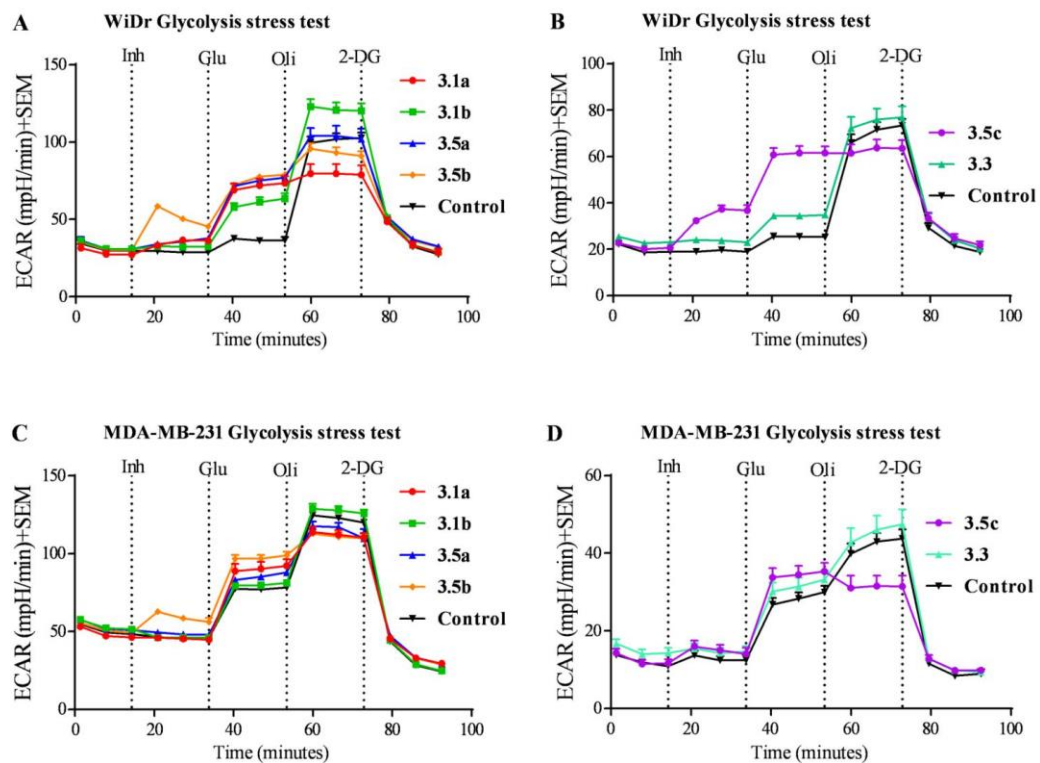 A
WiDr Glycolysis stress test
Inh
Glu
Oli
2-DG
150
100
50
0
ECAR (mpH/min)+SEM
0 20 40 60 80 100
Time (minutes)
3.1a
3.1b
3.5a
3.5b
Control
B
WiDr Glycolysis stress test
Inh
Glu
Oli
2-DG
100
80
60
40
20
0
ECAR (mpH/min)+SEM
0 20 40 60 80 100
Time (minutes)
3.5c
3.3
Control
C
MDA-MB-231 Glycolysis stress test
Inh
Glu
Oli
2-DG
150
100
50
0
ECAR (mpH/min)+SEM
0 20 40 60 80 100
Time (minutes)
3.1a
3.1b
3.5a
3.5b
Control
D
MDA-MB-231 Glycolysis stress test
Inh
Glu
Oli
2-DG
60
40
20
0
ECAR (mpH/min)+SEM
0 20 40 60 80 100
Time (minutes)
3.5c
3.3
Control